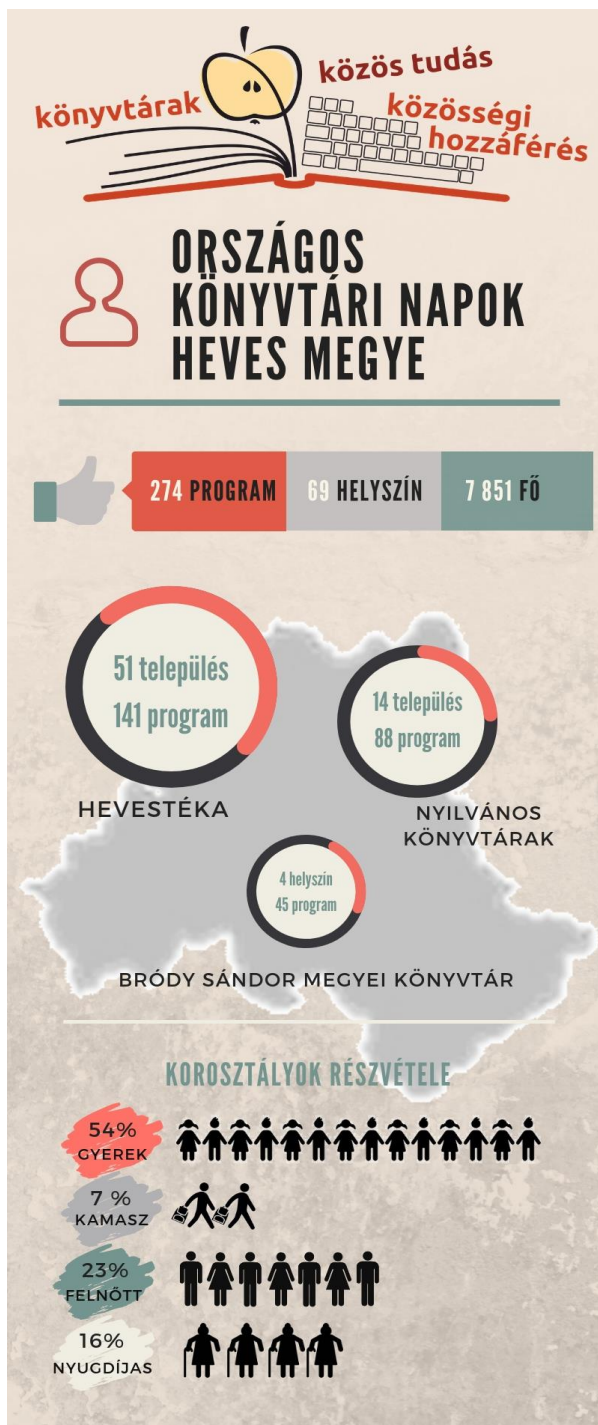 könyvtárak
közös tudás
közösségi
hozzáférés
ORSZÁGOS
KÖNYVTÁRI NAPOK
HEVES MEGYE
274 PROGRAM
69 HELYSZÍN
7 851 FŐ
51 település
141 program
HEVESTÉKA
14 település
88 program
NYILVÁNOS
KÖNYVTÁRAK
4 helyszín
45 program
BRÓDY SÁNDOR MEGYEI KÖNYVTÁR
KOROSZTÁLYOK RÉSZVÉTELE
54%
GYEREK
7 %
KAMASZ
23%
FELNŐTT
16%
NYUGDÍJAS